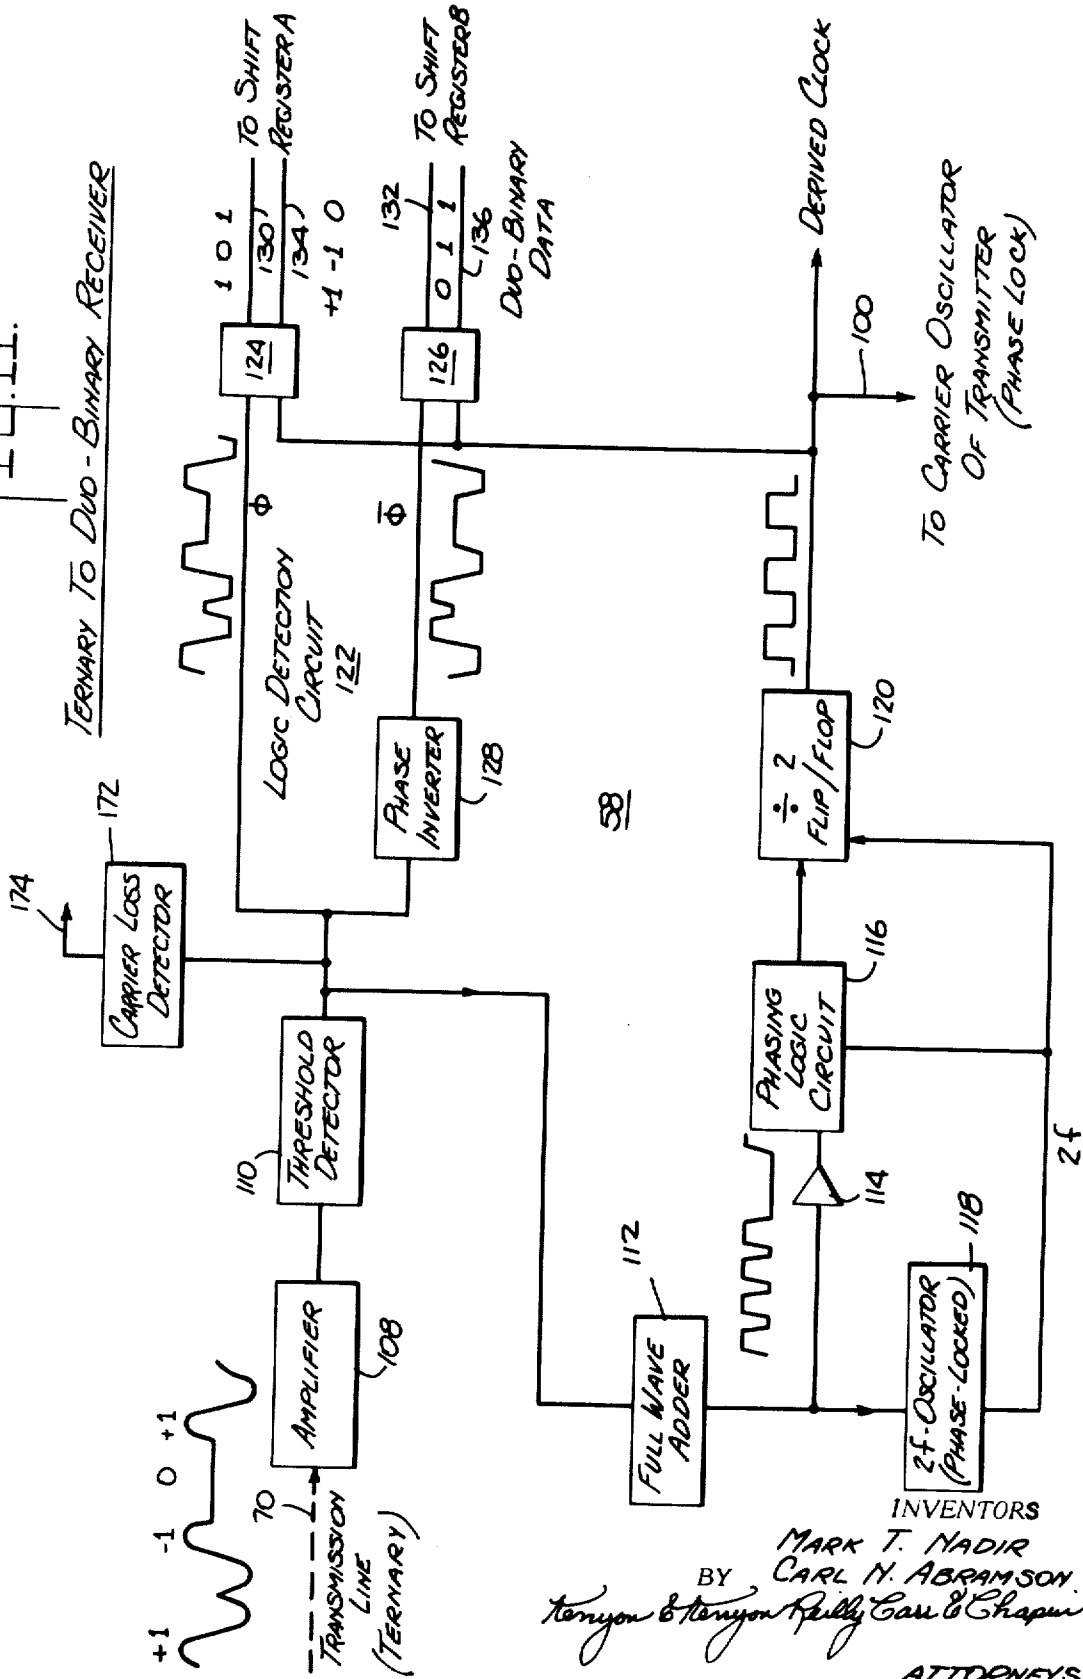 TERNARY TO DUO-BINARY RECEIVER
+1 -1 0 +1
70
TRANSMISSION
LINE
(TERNARY)
AMPLIFIER
108
110
THRESHOLD
DETECTOR
174
172
CARRIER LOSS
DETECTOR
LOGIC DETECTION
CIRCUIT
122
PHASE
INVERTER
128
Φ
Φ̅
124
126
1 0 1
TO SHIFT
REGISTER A
130
134
+1 -1 0
TO SHIFT
REGISTER B
132
0 1 1
136
DUO-BINARY
DATA
58
112
FULL WAVE
ADDER
114
PHASING
LOGIC
CIRCUIT
116
÷ 2
FLIP/FLOP
120
2f-OSCILLATOR
(PHASE-LOCKED)
118
2f
DERIVED CLOCK
100
TO CARRIER OSCILLATOR
OF TRANSMITTER
(PHASE LOCK)
INVENTORS
MARK T. NADIR
BY CARL N. ABRAMSON
Kenyon & Kenyon Reilly Carr & Chapin
ATTORNEYS